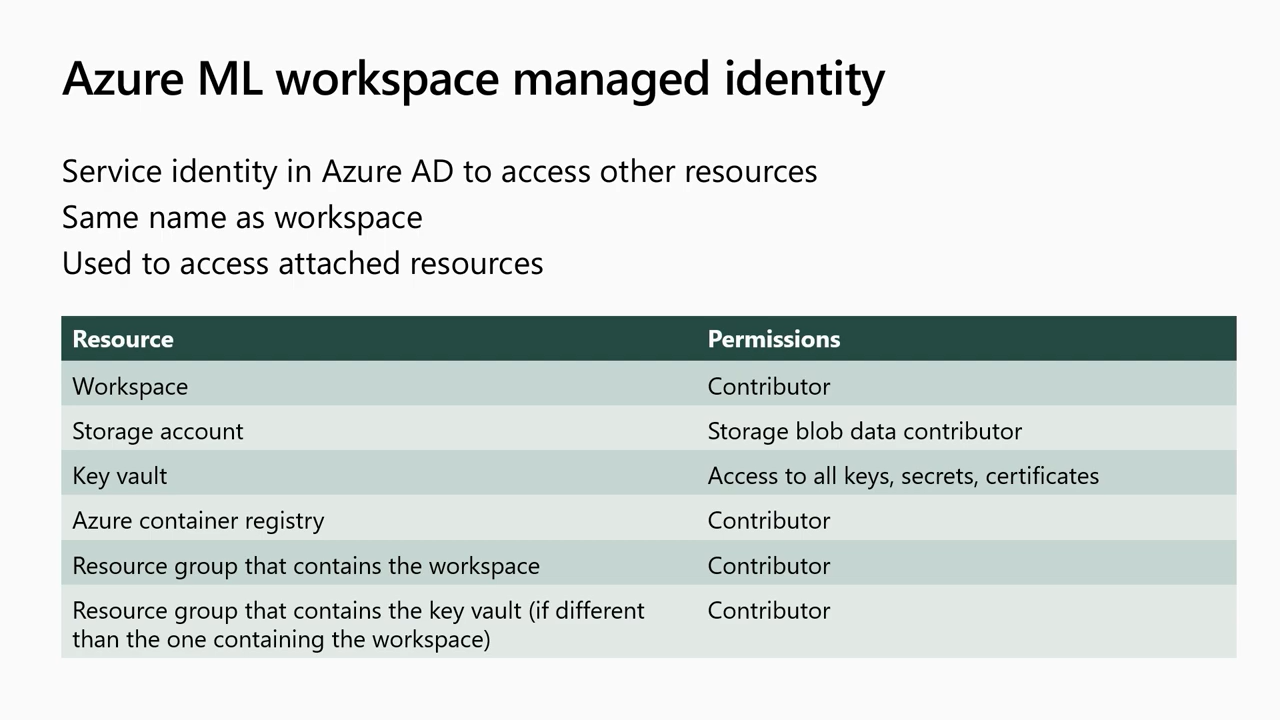 Azure ML workspace managed identity
Service identity in Azure AD to access other resources
Same name as workspace
Used to access attached resources
Resource Permissions
Workspace Contributor
Storage account Storage blob data contributor
Key vault Access to all keys, secrets, certificates
Azure container registry Contributor
Resource group that contains the workspace Contributor
Resource group that contains the key vault (if different Contributor
than the one containing the workspace)